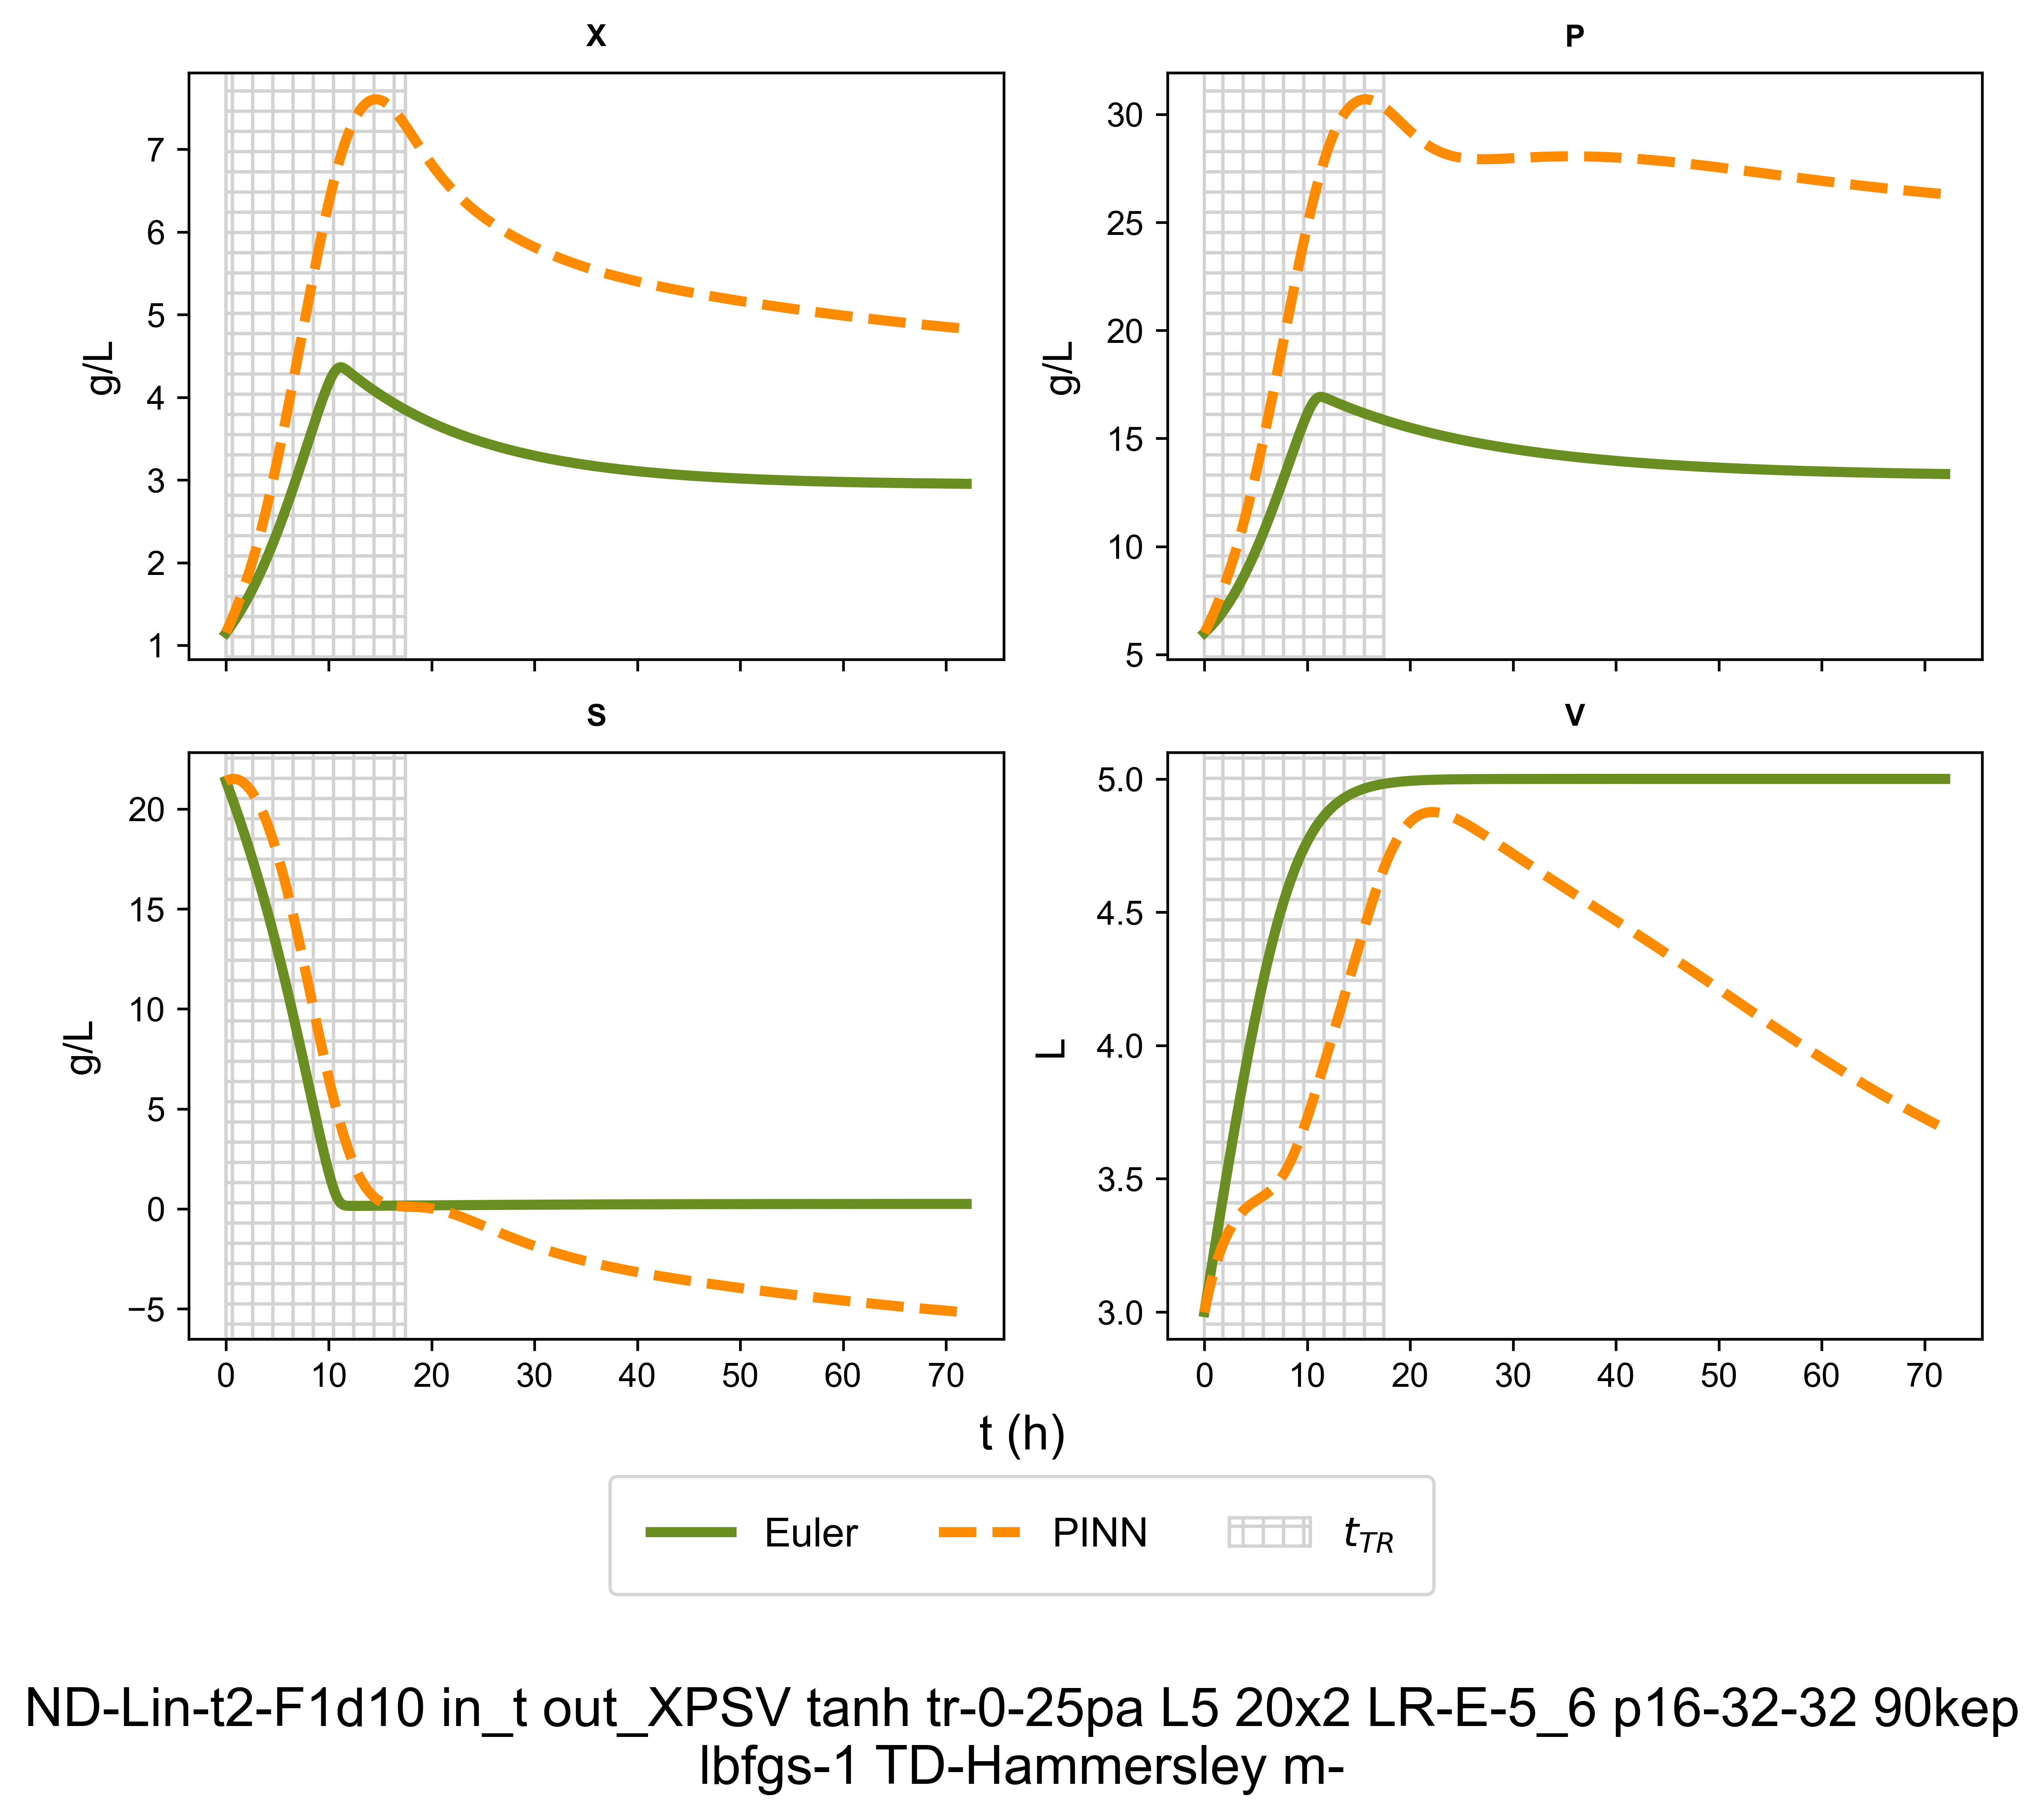 X
P
7
6
5
4
3
2
1
g/L
30
25
20
15
10
5
g/L
S
V
20
15
10
5
0
−5
g/L
0 10 20 30 40 50 60 70
5.0
4.5
4.0
3.5
3.0
L
0 10 20 30 40 50 60 70
t (h)
Euler PINN t_TR
ND-Lin-t2-F1d10 in_t out_XPSV tanh tr-0-25pa L5 20x2 LR-E-5_6 p16-32-32 90kep
lbfgs-1 TD-Hammersley m-